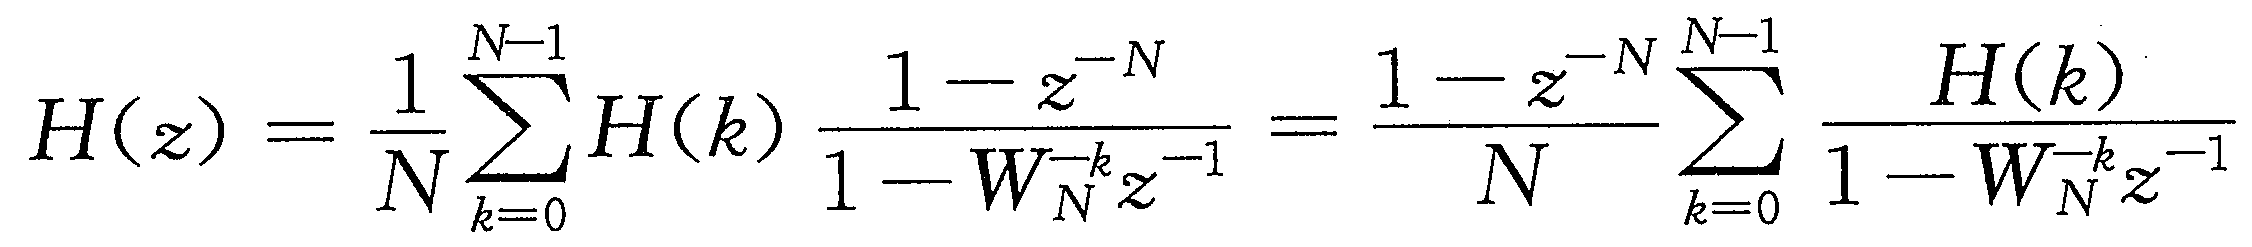 $H(z) = \frac{1}{N}\sum_{k=0}^{N-1} H(k) \frac{1-z^{-N}}{1-W_N^{-k}z^{-1}} = \frac{1-z^{-N}}{N}\sum_{k=0}^{N-1} \frac{H(k)}{1-W_N^{-k}z^{-1}}$